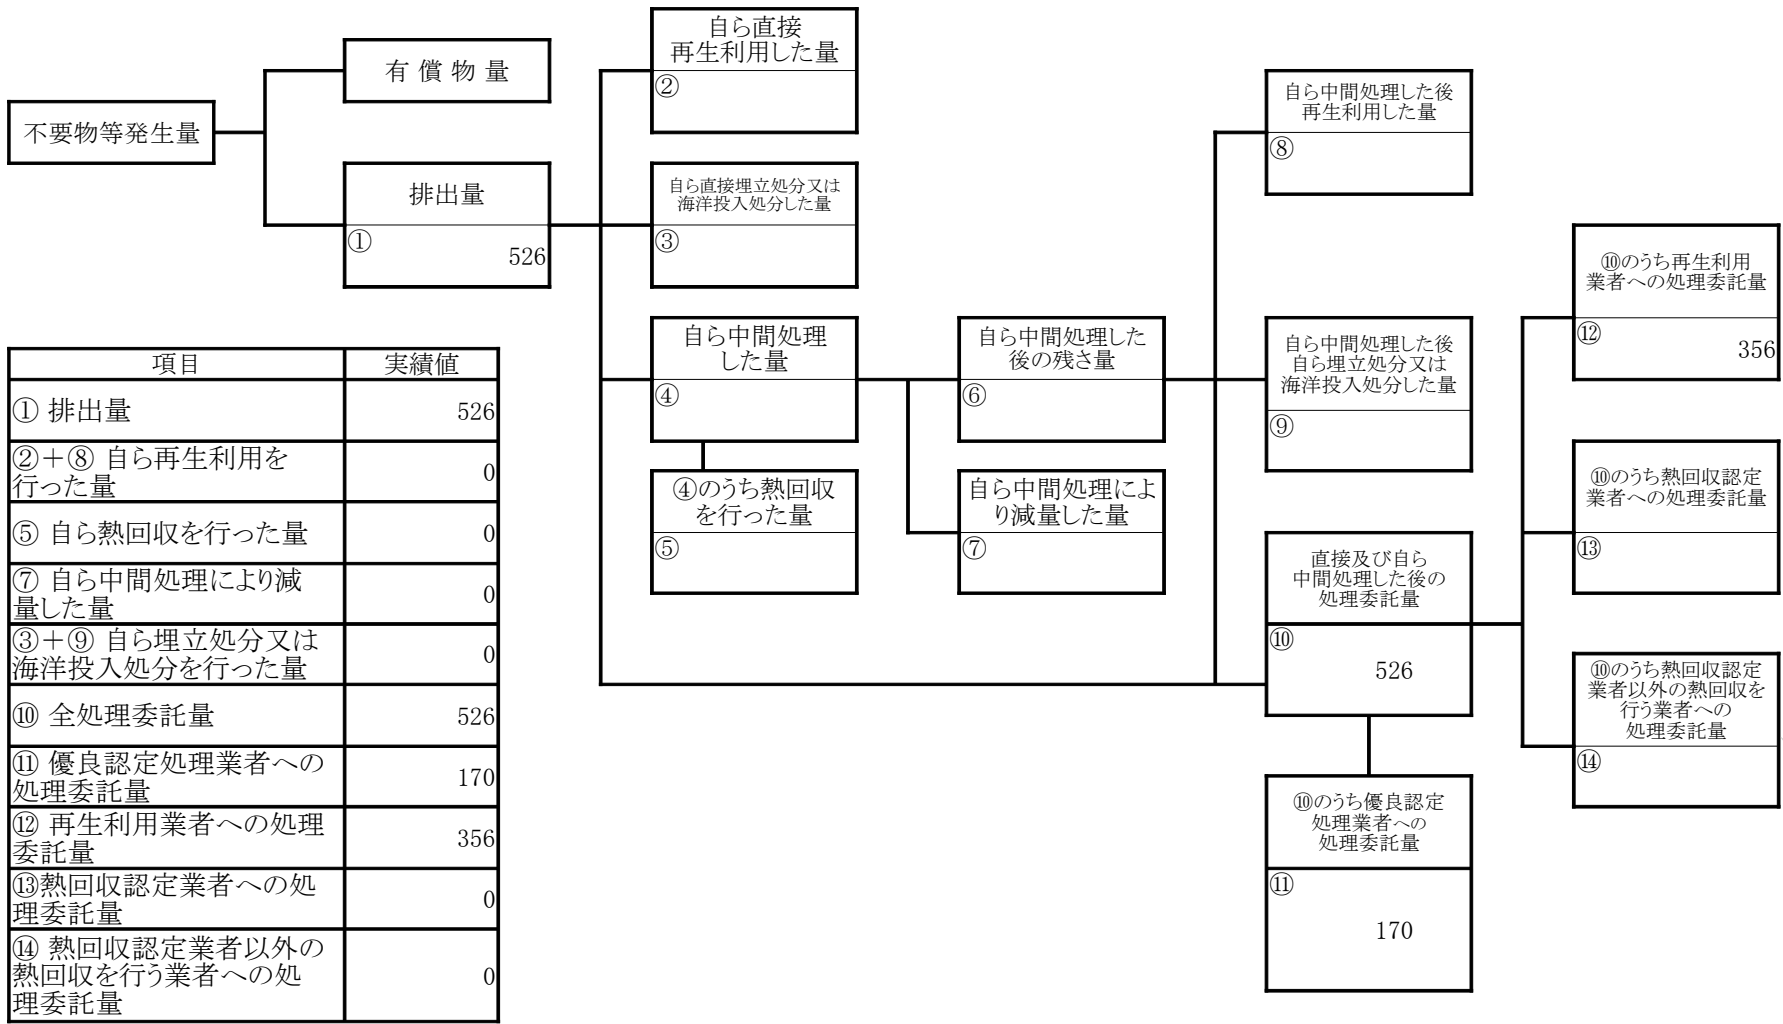 自ら直接
再生利用した量
②
有 償 物 量
不要物等発生量
排出量
①
526
自ら直接埋立処分又は
海洋投入処分した量
③
自ら中間処理した後
再生利用した量
⑧
⑩のうち再生利用
業者への処理委託量
⑫
356
自ら中間処理
した量
④
自ら中間処理した
後の残さ量
⑥
自ら中間処理した後
自ら埋立処分又は
海洋投入処分した量
⑨
④のうち熱回収
を行った量
⑤
自ら中間処理によ
り減量した量
⑦
⑩のうち熱回収認定
業者への処理委託量
⑬
直接及び自ら
中間処理した後の
処理委託量
⑩
526
⑩のうち熱回収認定
業者以外の熱回収を
行う業者への
処理委託量
⑭
⑩のうち優良認定
処理業者への
処理委託量
⑪
170
項目 実績値
① 排出量 526
②＋⑧ 自ら再生利用を
行った量 0
⑤ 自ら熱回収を行った量 0
⑦ 自ら中間処理により減
量した量 0
③＋⑨ 自ら埋立処分又は
海洋投入処分を行った量 0
⑩ 全処理委託量 526
⑪ 優良認定処理業者への
処理委託量 170
⑫ 再生利用業者への処理
委託量 356
⑬熱回収認定業者への処
理委託量 0
⑭ 熱回収認定業者以外の
熱回収を行う業者への処
理委託量 0